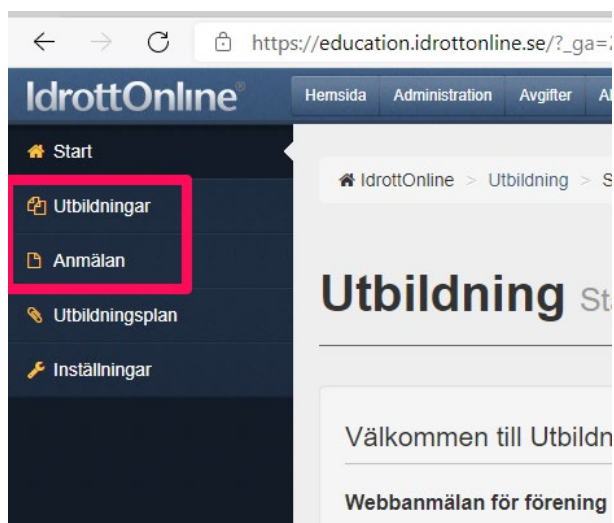 https://education.idrottonline.se/?_ga=
IdrottOnline®
Hemsida Administration Avgifter
Start
IdrottOnline > Utbildning >
Utbildningar
Anmälan
Utbildning
Utbildningsplan
Inställningar
Välkommen till
Webbanmälan för förening